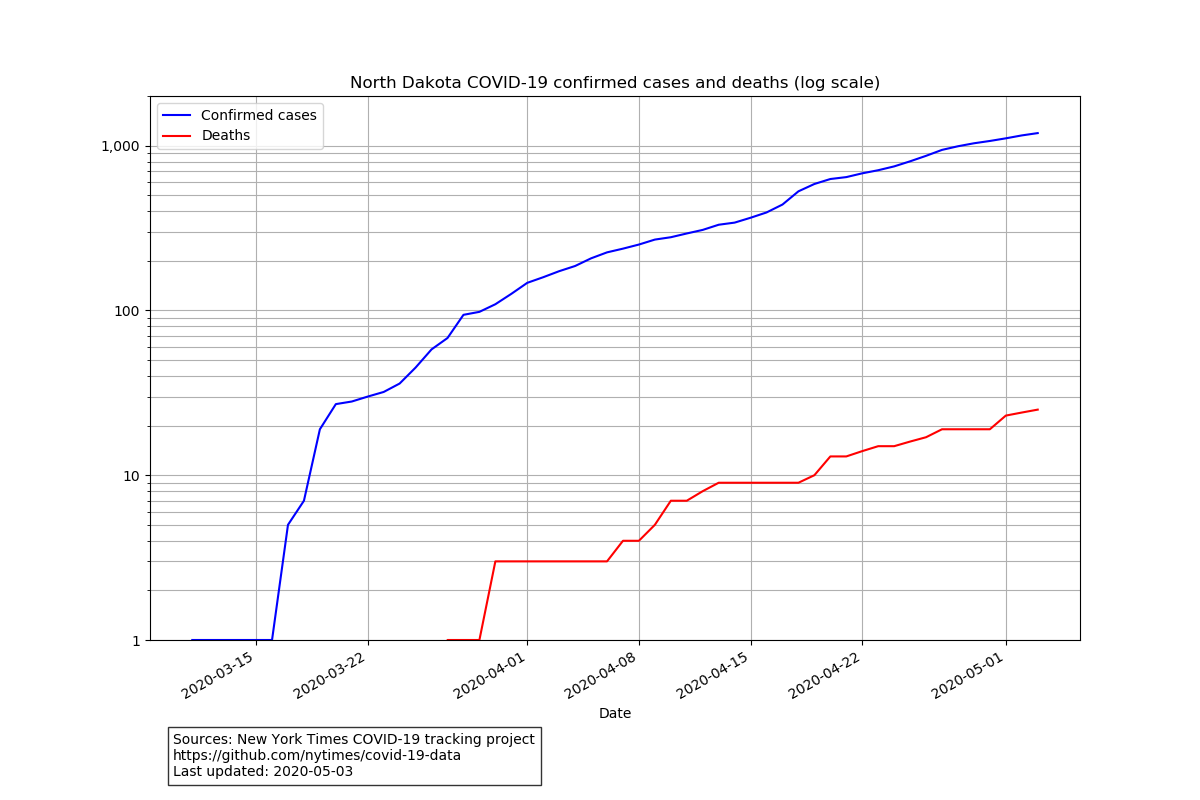 North Dakota COVID-19 confirmed cases and deaths (log scale)
Confirmed cases
Deaths
1,000
100
10
1
2020-03-15
2020-03-22
2020-04-01
2020-04-08
2020-04-15
2020-04-22
2020-05-01
Date
Sources: New York Times COVID-19 tracking project
https://github.com/nytimes/covid-19-data
Last updated: 2020-05-03